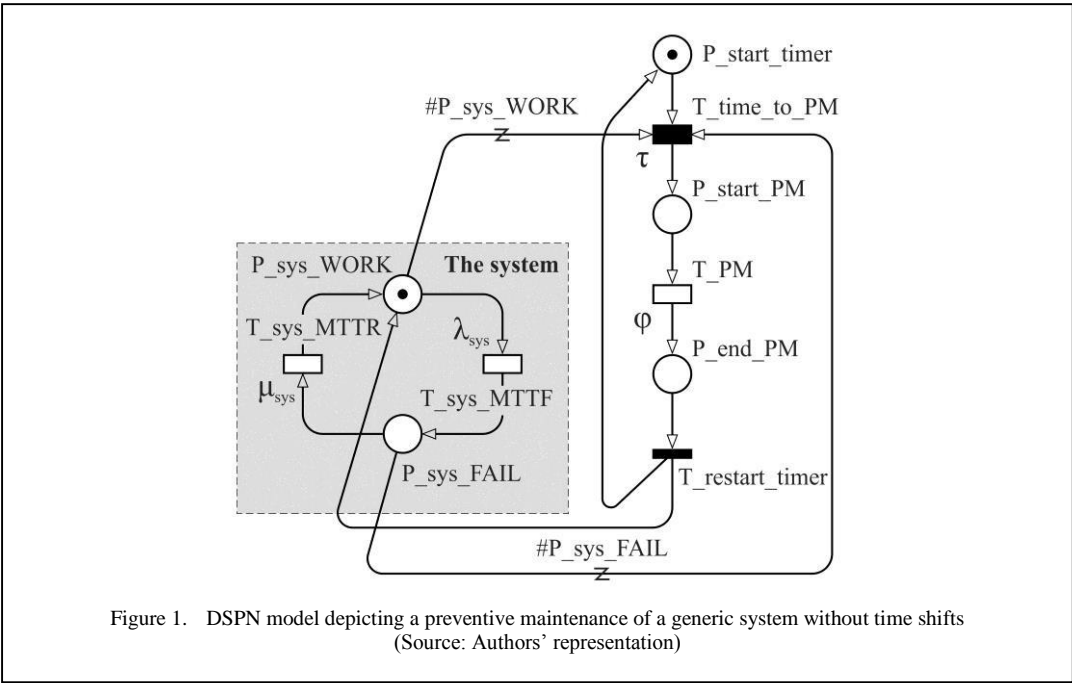 P_start_timer
#P_sys_WORK
T_time_to_PM
τ
P_start_PM
P_sys_WORK
The system
T_PM
T_sys_MTTR
λsys
φ
P_end_PM
μsys
T_sys_MTTF
P_sys_FAIL
T_restart_timer
#P_sys_FAIL
Figure 1. DSPN model depicting a preventive maintenance of a generic system without time shifts
(Source: Authors’ representation)